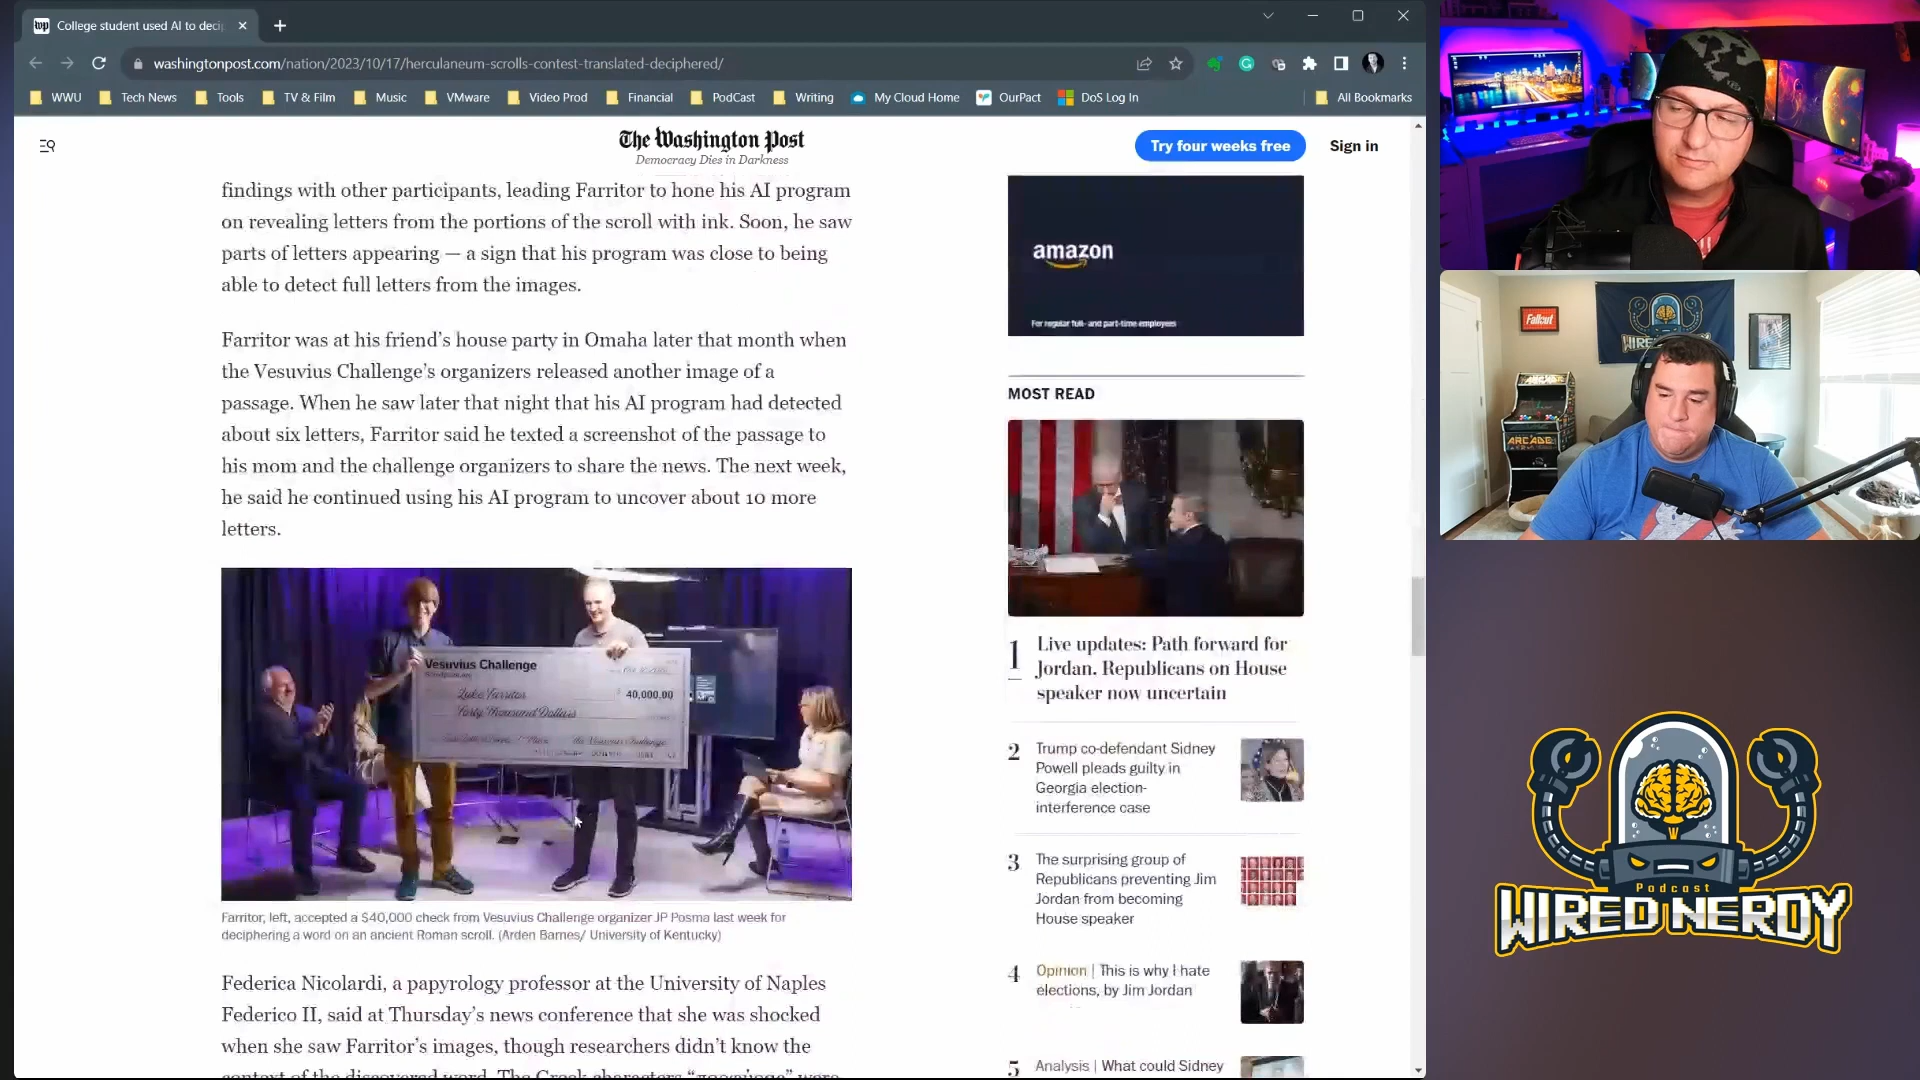 College student used AI to deci
washingtonpost.com/nation/2023/10/17/herculaneum-scrolls-contest-translated-deciphered/
WWU Tech News Tools TV & Film Music VMware Video Prod Financial PodCast Writing My Cloud Home OurPact DoS Log In All Bookmarks
The Washington Post
Democracy Dies in Darkness
Try four weeks free
Sign in
findings with other participants, leading Farritor to hone his AI program
on revealing letters from the portions of the scroll with ink. Soon, he saw
parts of letters appearing — a sign that his program was close to being
able to detect full letters from the images.
Farritor was at his friend’s house party in Omaha later that month when
the Vesuvius Challenge’s organizers released another image of a
passage. When he saw later that night that his AI program had detected
about six letters, Farritor said he texted a screenshot of the passage to
his mom and the challenge organizers to share the news. The next week,
he said he continued using his AI program to uncover about 10 more
letters.
Vesuvius Challenge
Luke Farritor
40,000.00
Forty Thousand Dollars
Farritor, left, accepted a $40,000 check from Vesuvius Challenge organizer JP Posma last week for
deciphering a word on an ancient Roman scroll. (Arden Barnes/ University of Kentucky)
Federica Nicolardi, a papyrology professor at the University of Naples
Federico II, said at Thursday’s news conference that she was shocked
when she saw Farritor’s images, though researchers didn’t know the
context of the discovered word. The Greek characters were
amazon
For regular full- and part-time employees
MOST READ
1 Live updates: Path forward for
Jordan, Republicans on House
speaker now uncertain
2 Trump co-defendant Sidney
Powell pleads guilty in
Georgia election-
interference case
3 The surprising group of
Republicans preventing Jim
Jordan from becoming
House speaker
4 Opinion | This is why I hate
elections, by Jim Jordan
5 Analysis | What could Sidney
Fallout
WIRED
ARCADE
Podcast
WIRED NERDY